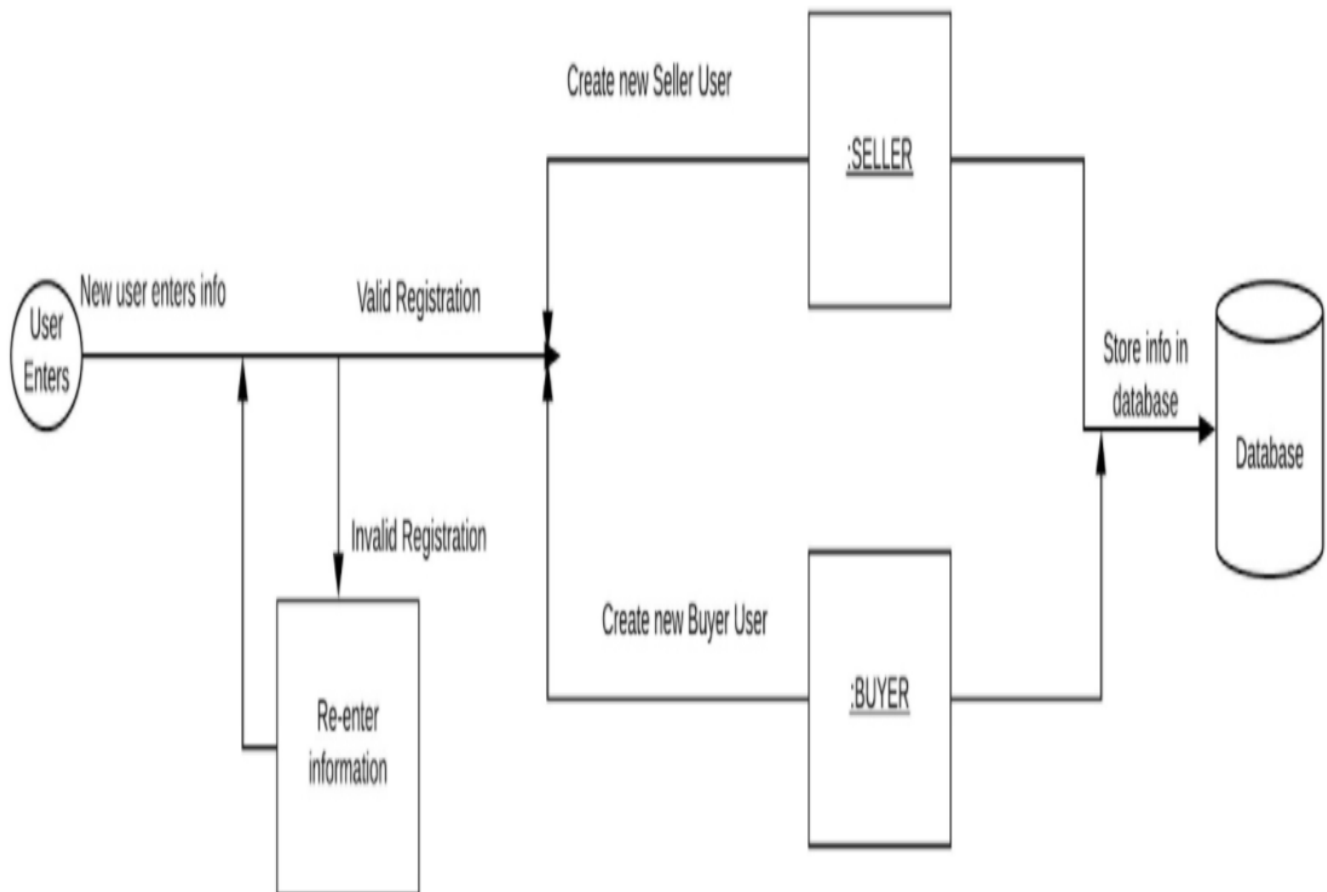 Create new Seller User
:SELLER
New user enters info
Valid Registration
User
Enters
Store info in
database
Database
Invalid Registration
Create new Buyer User
:BUYER
Re-enter
information